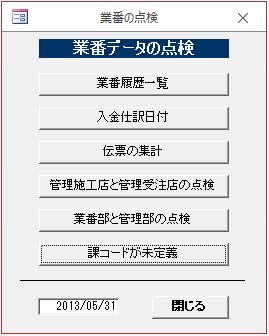 業番の点検
業番データの点検
業番履歴一覧
入金仕訳日付
伝票の集計
管理施工店と管理受注店の点検
業番部と管理部の点検
課コードが未定義
2013/05/31
閉じる